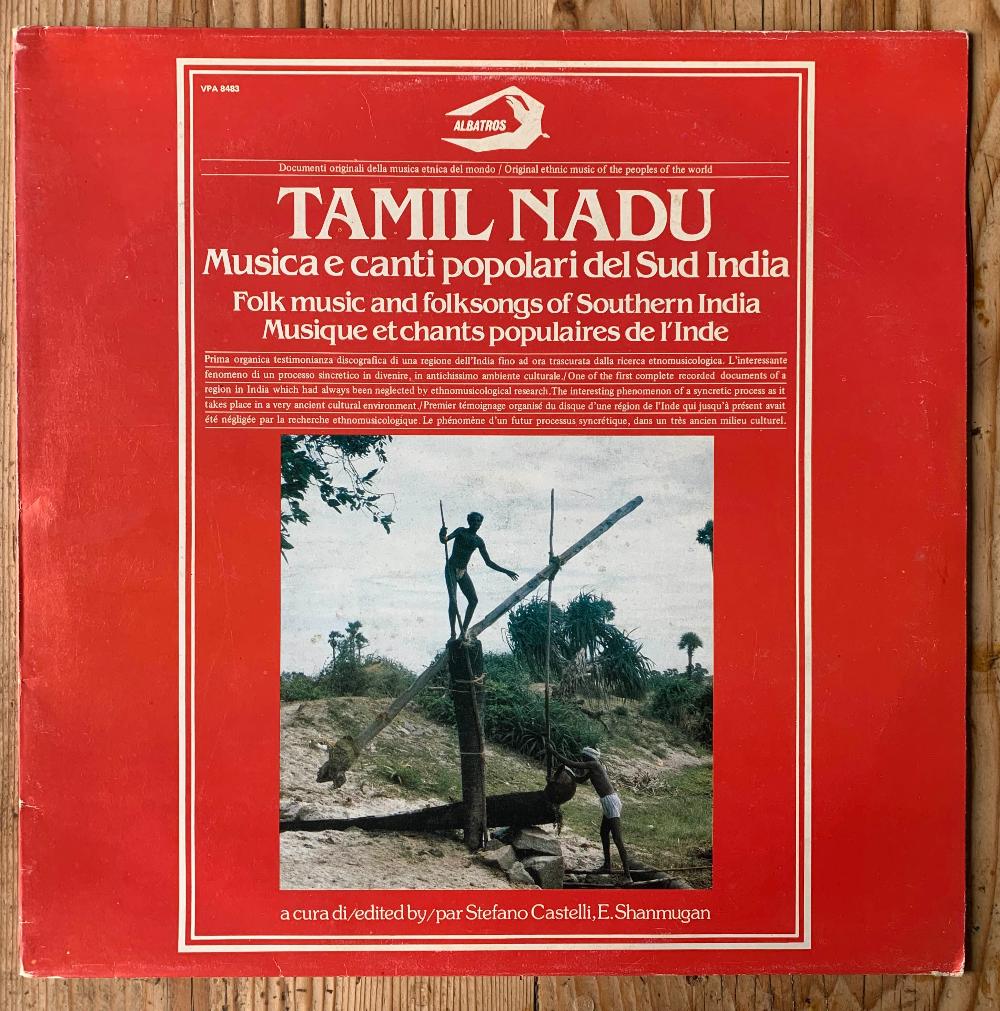 VPA 8483
ALBATROS
Documenti originali della musica etnica del mondo / Original ethnic music of the peoples of the world
TAMIL NADU
Musica e canti popolari del Sud India
Folk music and folksongs of Southern India
Musique et chants populaires de l'Inde
Prima organica testimonianza discografica di una regione dell'India fino ad ora trascurata dalla ricerca etnomusicologica. L'interessante
fenomeno di un processo sincretico in divenire, in antichissimo ambiente culturale./One of the first complete recorded documents of a
region in India which had always been neglected by ethnomusicological research.The interesting phenomenon of a syncretic process as it
takes place in a very ancient cultural environment./Premier témoignage organisé du disque d'une région de l'Inde qui jusqu'à présent avait
été négligée par la recherche ethnomusicologique. Le phénomène d'un futur processus syncrétique, dans un très ancien milieu culturel.
a cura di/edited by/par Stefano Castelli, E. Shanmugan